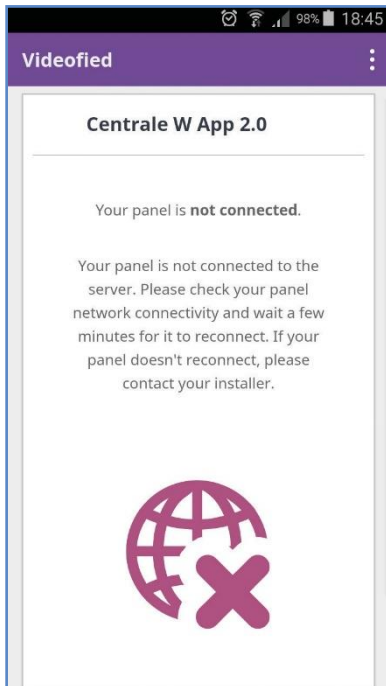 98% 18:45
Videofied
Centrale W App 2.0
Your panel is not connected.
Your panel is not connected to the
server. Please check your panel
network connectivity and wait a few
minutes for it to reconnect. If your
panel doesn't reconnect, please
contact your installer.